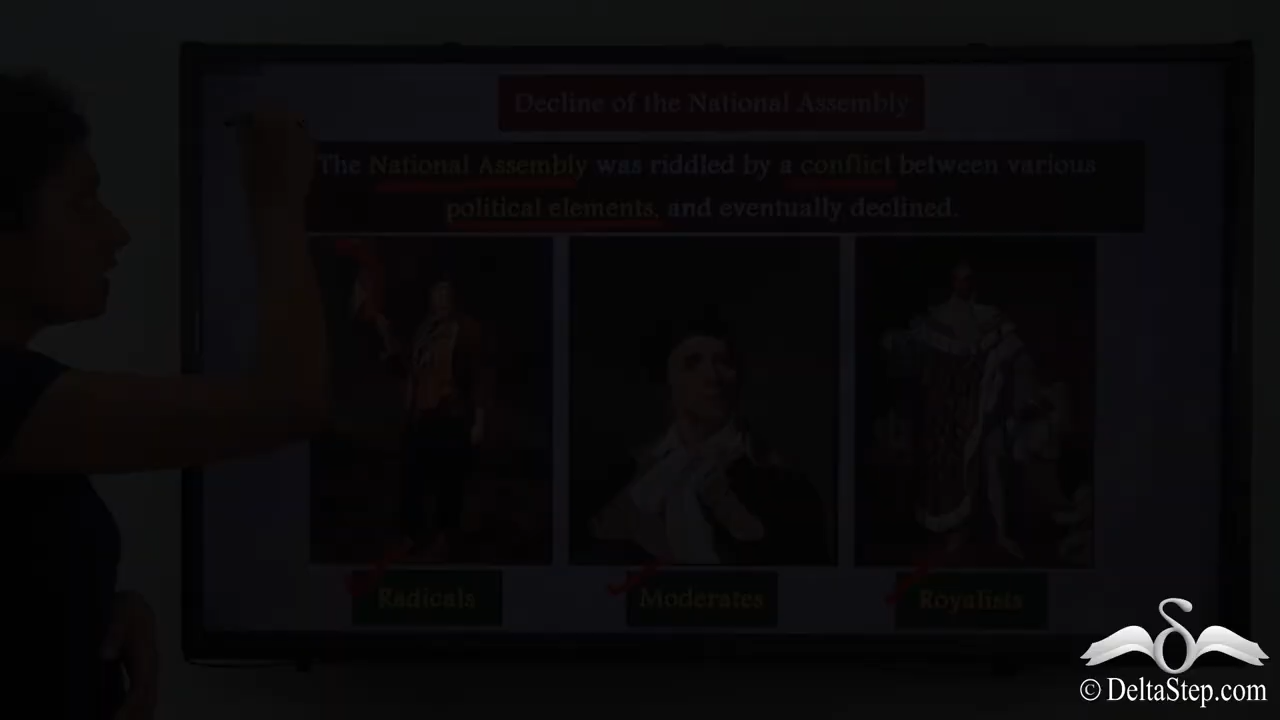 Decline of the National Assembly
The National Assembly was riddled by a conflict between various
political elements, and eventually declined.
Radicals
Moderates
Royalists
© DeltaStep.com